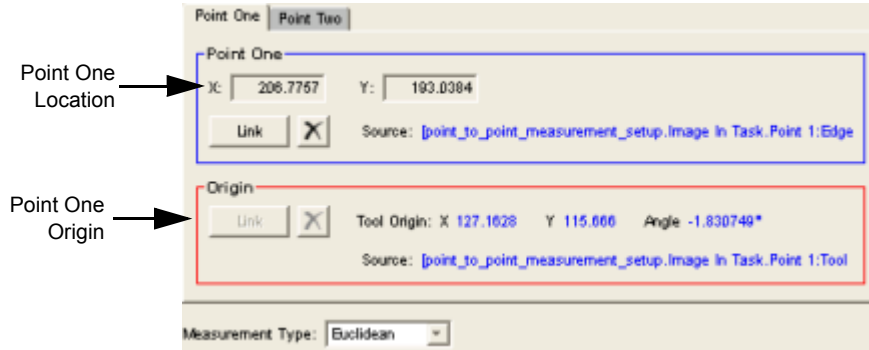 Point One Point Two
Point One
Point One
Location
X: 206.7757 Y: 193.0384
Link Source: [point_to_point_measurement_setup.Image In Task.Point 1:Edge
Origin
Point One
Origin
Link Tool Origin: X 127.1628 Y 115.666 Angle -1.830749°
Source: [point_to_point_measurement_setup.Image In Task.Point 1:Tool
Measurement Type: Euclidean